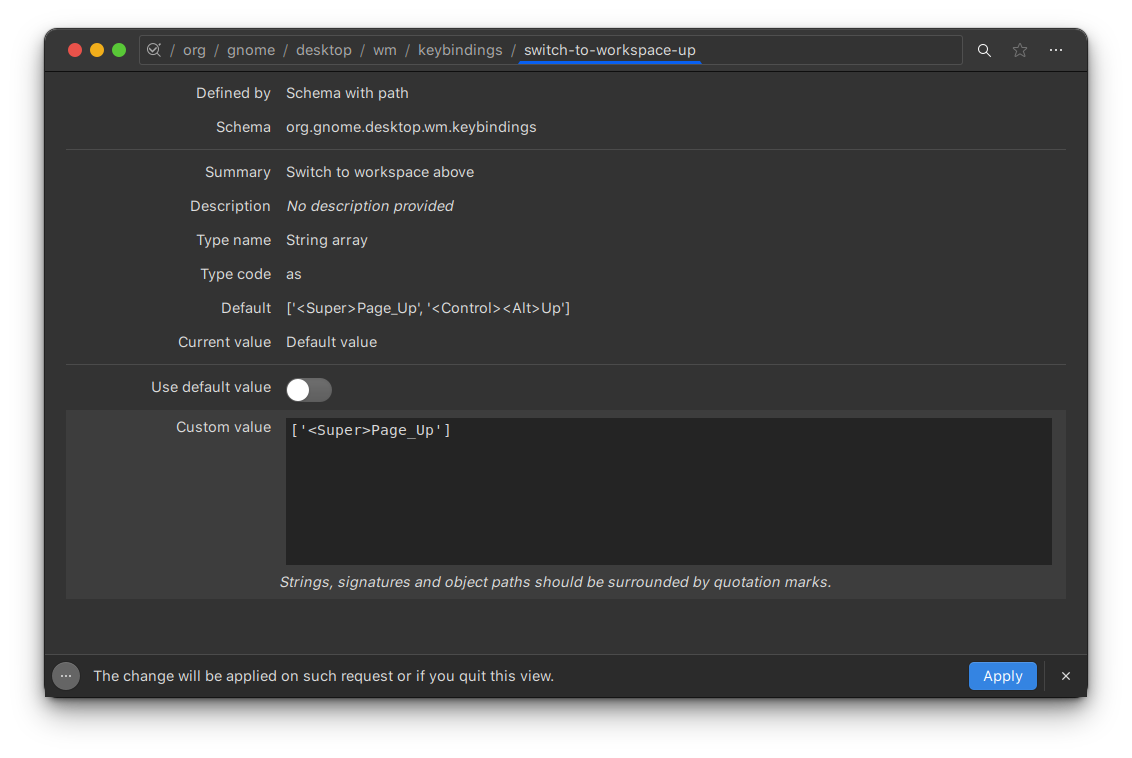 / org / gnome / desktop / wm / keybindings / switch-to-workspace-up
Defined by Schema with path
Schema org.gnome.desktop.wm.keybindings
Summary Switch to workspace above
Description No description provided
Type name String array
Type code as
Default ['<Super>Page_Up', '<Control><Alt>Up']
Current value Default value
Use default value
Custom value ['<Super>Page_Up']
Strings, signatures and object paths should be surrounded by quotation marks.
The change will be applied on such request or if you quit this view. Apply